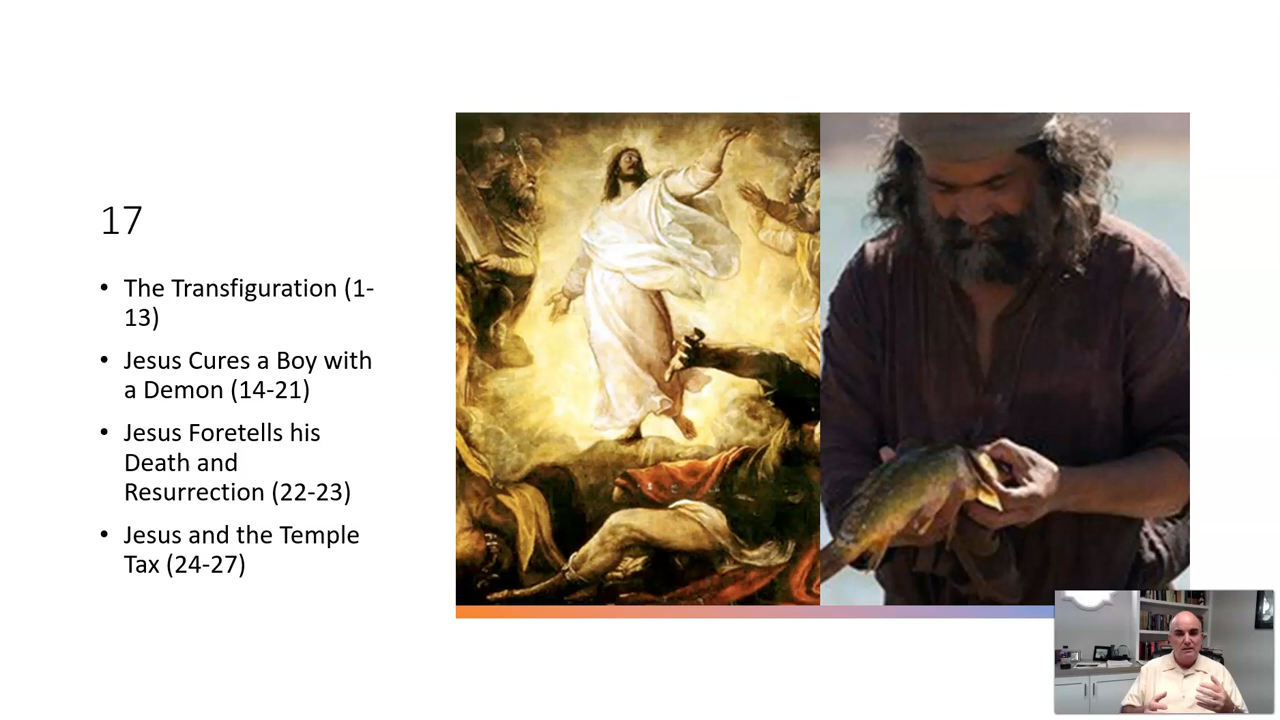 17
• The Transfiguration (1-
13)
• Jesus Cures a Boy with
a Demon (14-21)
• Jesus Foretells his
Death and
Resurrection (22-23)
• Jesus and the Temple
Tax (24-27)